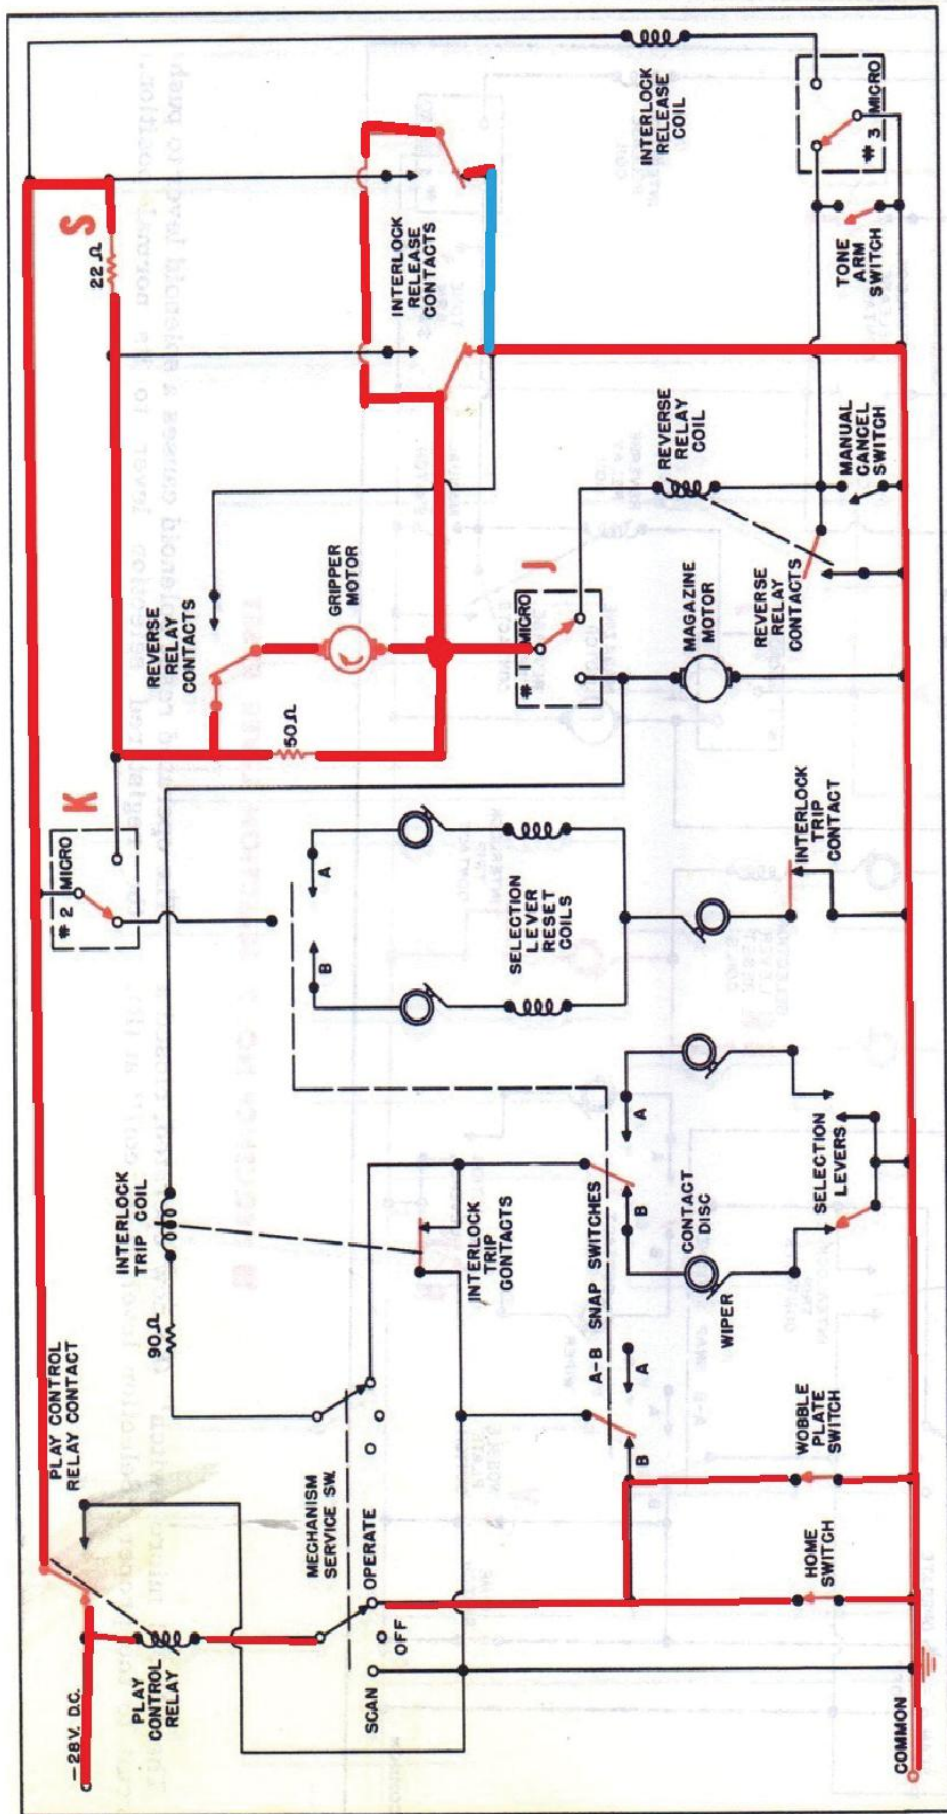 -28V. D.C.
PLAY
CONTROL
RELAY
PLAY CONTROL
RELAY CONTACT
SCAN
OFF
OPERATE
MECHANISM
SERVICE SW.
COMMON
HOME
SWITCH
WOBBLE
PLATE
SWITCH
90Ω
INTERLOCK
TRIP COIL
INTERLOCK
TRIP
CONTACTS
A-B SNAP SWITCHES
B
A
B
A
WIPER
CONTACT
DISC
SELECTION
LEVERS
# 2 MICRO
K
B
A
SELECTION
LEVER
RESET
COILS
INTERLOCK
TRIP
CONTACT
REVERSE
RELAY
CONTACTS
50Ω
GRIPPER
MOTOR
# 1 MICRO
J
MAGAZINE
MOTOR
REVERSE
RELAY
CONTACTS
REVERSE
RELAY
COIL
MANUAL
CANCEL
SWITCH
22Ω
S
INTERLOCK
RELEASE
CONTACTS
INTERLOCK
RELEASE
COIL
TONE
ARM
SWITCH
# 3 MICRO